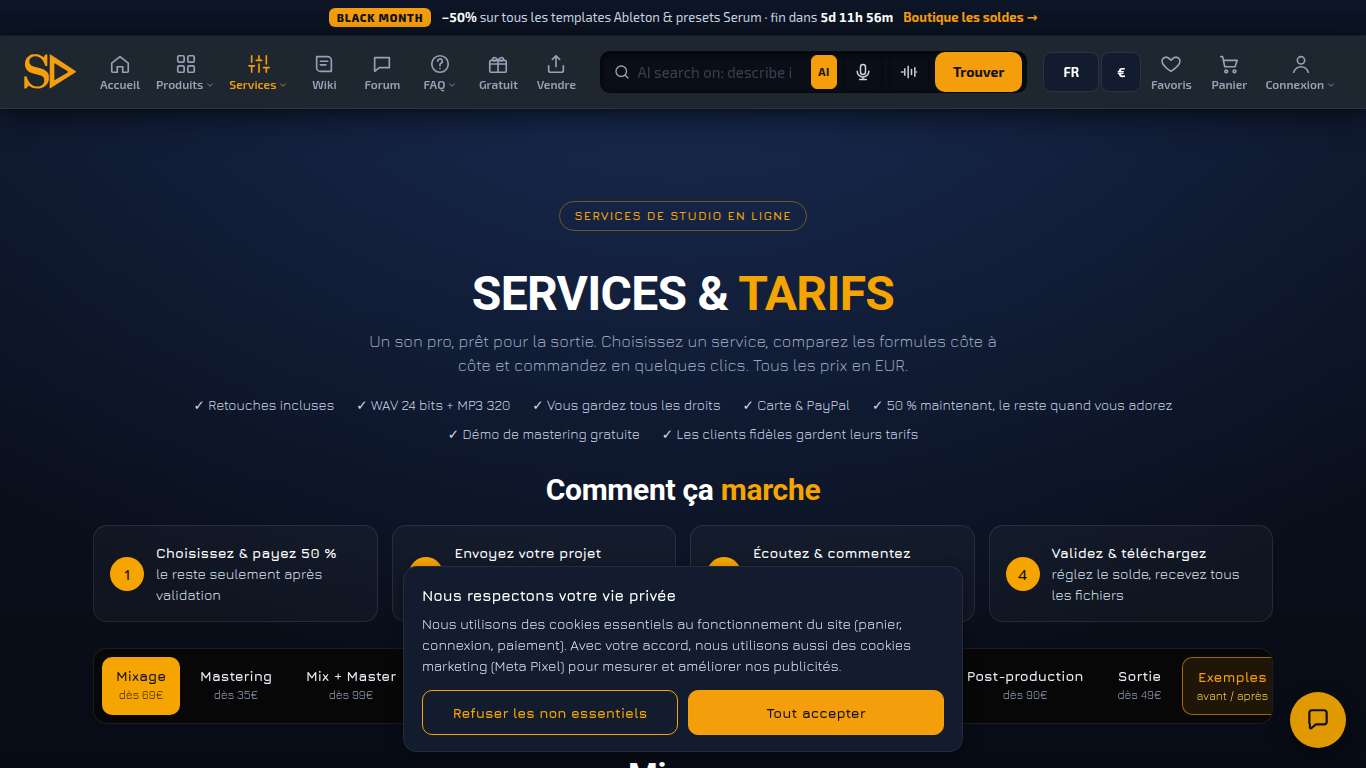 BLACK MONTH −50% sur tous les templates Ableton & presets Serum · fin dans 5d 11h 56m Boutique les soldes →
Accueil Produits Services Wiki Forum FAQ Gratuit Vendre
AI search on: describe i AI Trouver
FR € Favoris Panier Connexion
SERVICES DE STUDIO EN LIGNE
SERVICES & TARIFS
Un son pro, prêt pour la sortie. Choisissez un service, comparez les formules côte à
côte et commandez en quelques clics. Tous les prix en EUR.
✓ Retouches incluses ✓ WAV 24 bits + MP3 320 ✓ Vous gardez tous les droits ✓ Carte & PayPal ✓ 50 % maintenant, le reste quand vous adorez
✓ Démo de mastering gratuite ✓ Les clients fidèles gardent leurs tarifs
Comment ça marche
1 Choisissez & payez 50 %
le reste seulement après
validation
Envoyez votre projet
Écoutez & commentez
4 Validez & téléchargez
réglez le solde, recevez tous
les fichiers
Nous respectons votre vie privée
Nous utilisons des cookies essentiels au fonctionnement du site (panier,
connexion, paiement). Avec votre accord, nous utilisons aussi des cookies
marketing (Meta Pixel) pour mesurer et améliorer nos publicités.
Refuser les non essentiels Tout accepter
Mixage
dès 69€
Mastering
dès 35€
Mix + Master
dès 99€
Post-production
dès 90€
Sortie
dès 49€
Exemples
avant / après